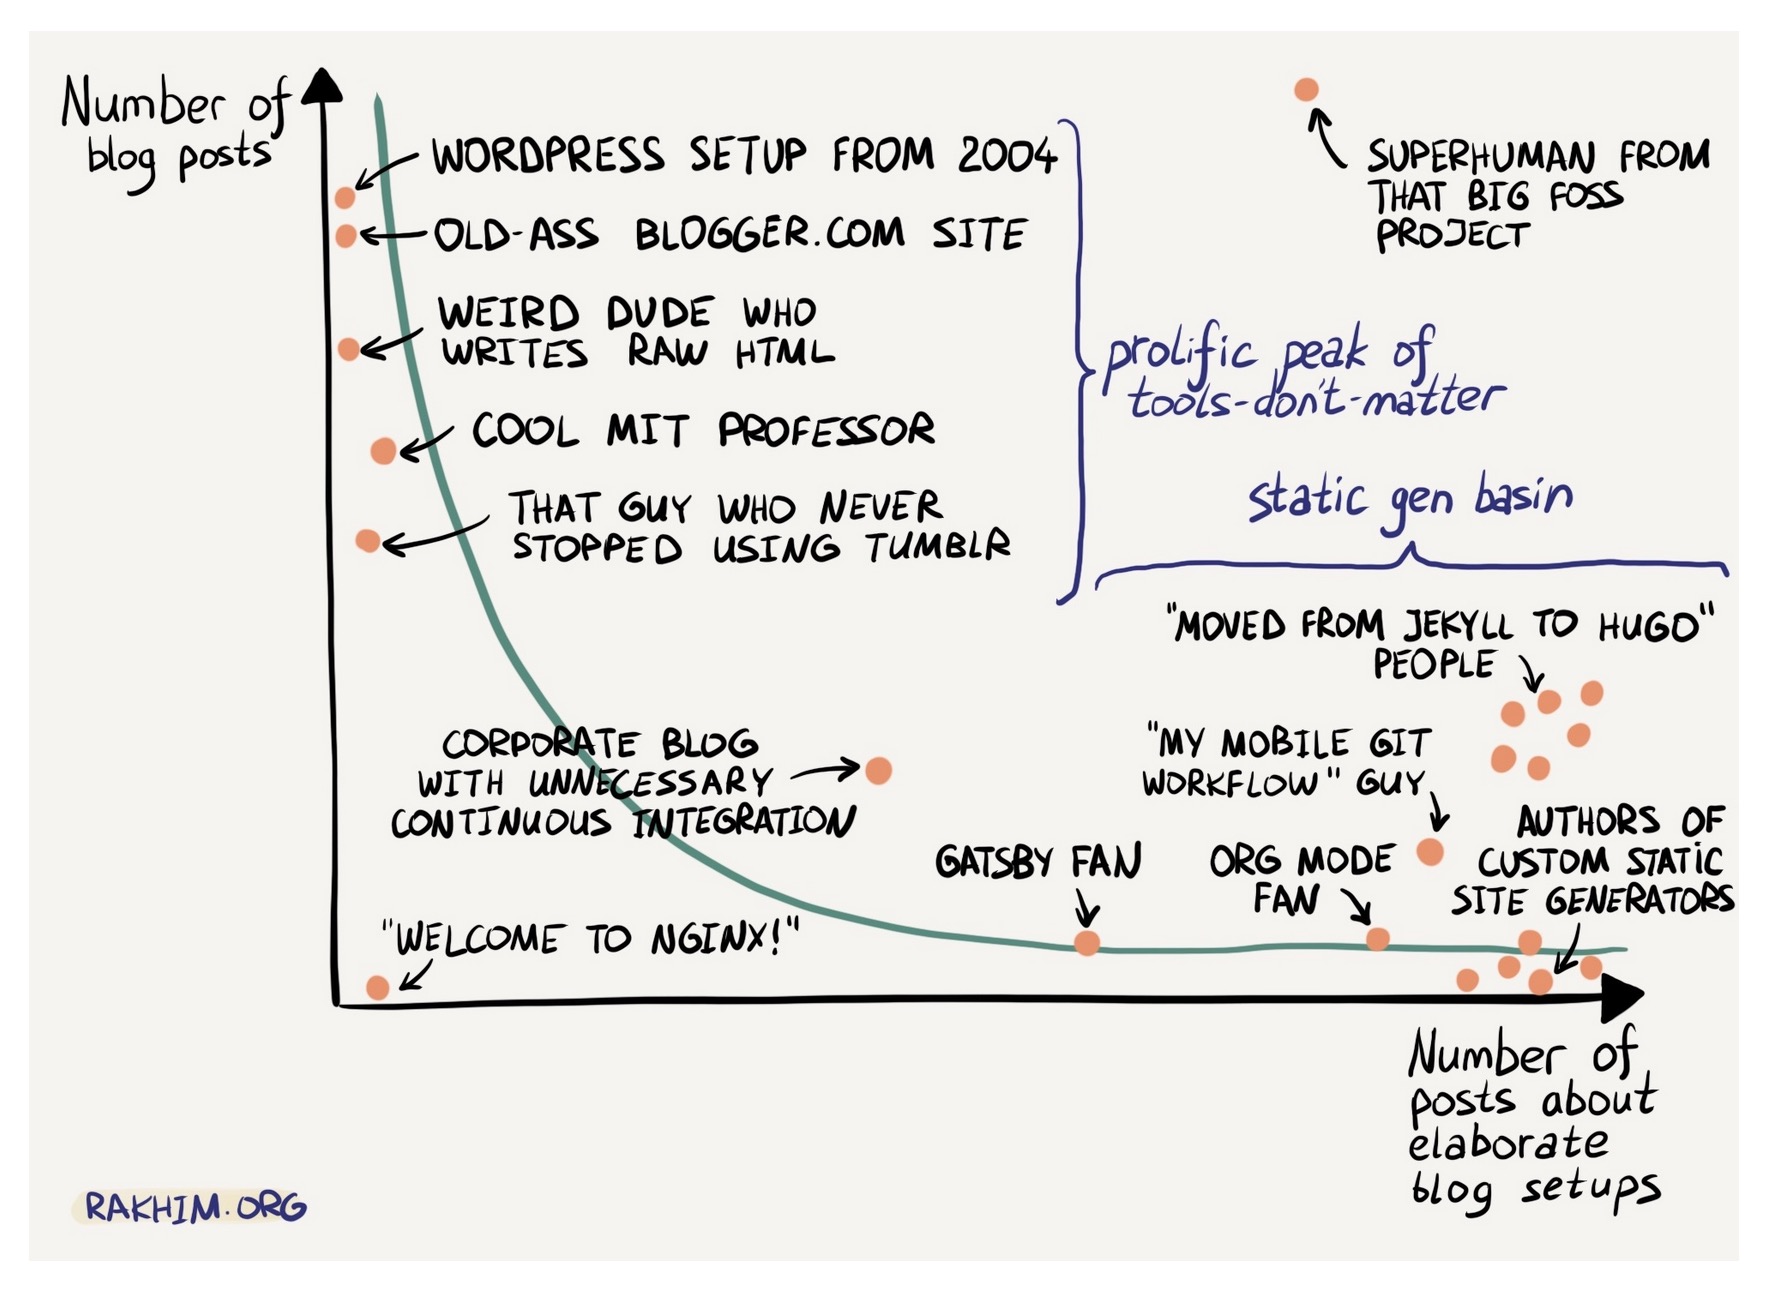 Number of
blog posts
WORDPRESS SETUP FROM 2004
OLD-ASS BLOGGER.COM SITE
WEIRD DUDE WHO
WRITES RAW HTML
COOL MIT PROFESSOR
THAT GUY WHO NEVER
STOPPED USING TUMBLR
prolific peak of
tools-don't-matter
SUPERHUMAN FROM
THAT BIG FOSS
PROJECT
static gen basin
"MOVED FROM JEKYLL TO HUGO"
PEOPLE
"MY MOBILE GIT
WORKFLOW" GUY
CORPORATE BLOG
WITH UNNECESSARY
CONTINUOUS INTEGRATION
GATSBY FAN
ORG MODE
FAN
AUTHORS OF
CUSTOM STATIC
SITE GENERATORS
"WELCOME TO NGINX!"
Number of
posts about
elaborate
blog setups
RAKHIM.ORG